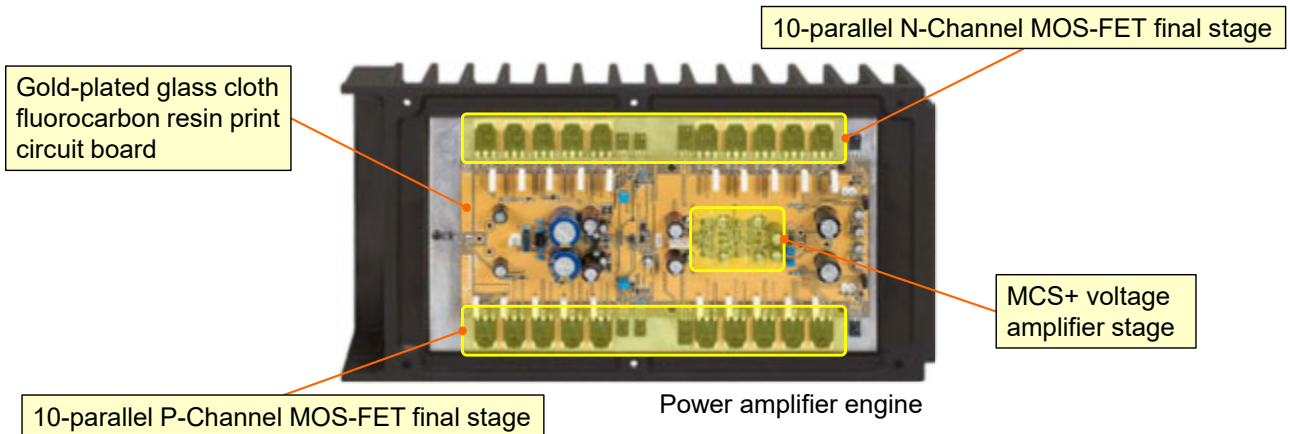 10-parallel N-Channel MOS-FET final stage
Gold-plated glass cloth
fluorocarbon resin print
circuit board
MCS+ voltage
amplifier stage
10-parallel P-Channel MOS-FET final stage
Power amplifier engine